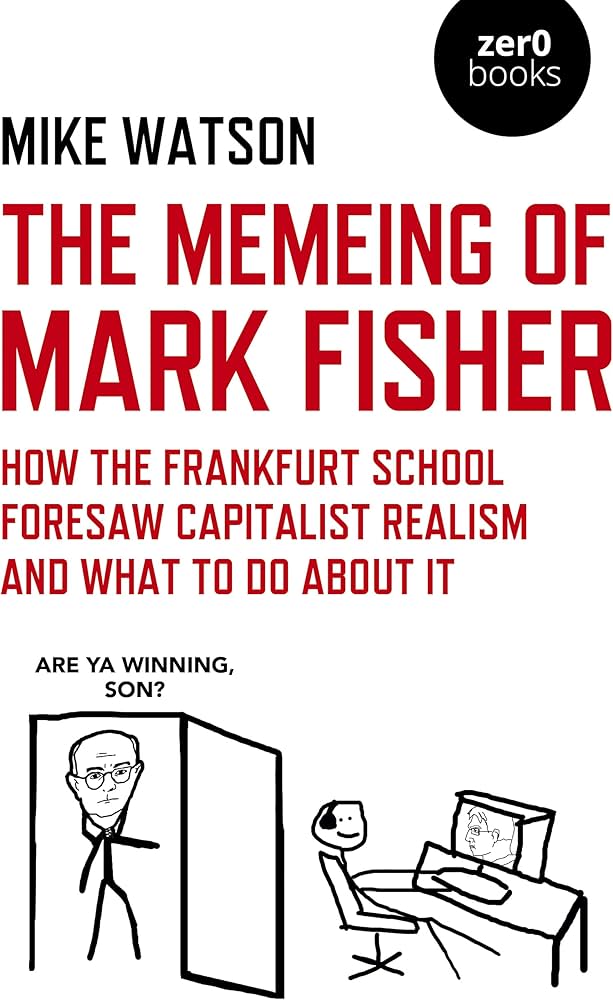 zer0
books
MIKE WATSON
THE MEMEING OF
MARK FISHER
HOW THE FRANKFURT SCHOOL
FORESAW CAPITALIST REALISM
AND WHAT TO DO ABOUT IT
ARE YA WINNING,
SON?